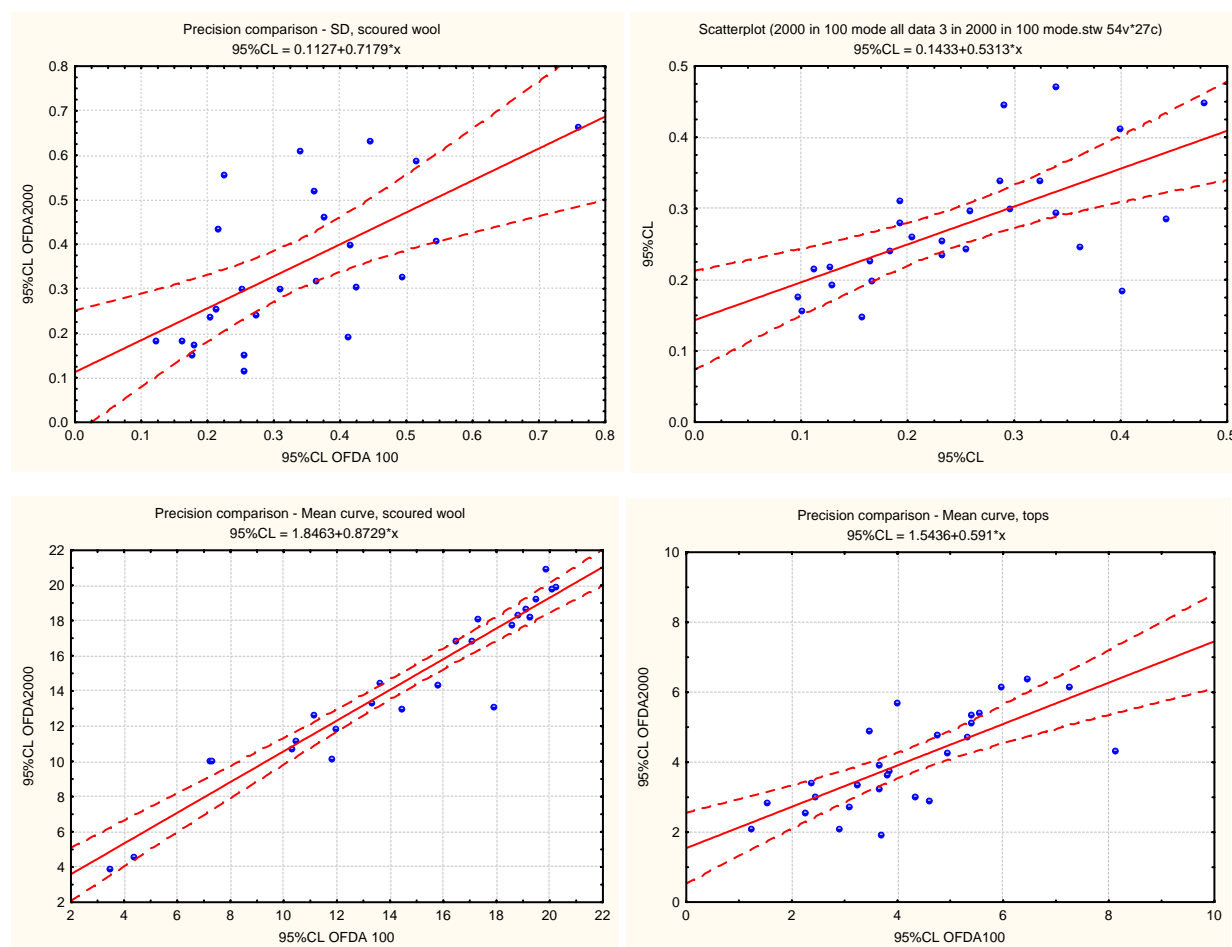 Precision comparison - SD, scoured wool
95%CL = 0.1127+0.7179*x
0.8
0.7
0.6
0.5
0.4
0.3
0.2
0.1
0.0
95%CL OFDA2000
0.0 0.1 0.2 0.3 0.4 0.5 0.6 0.7 0.8
95%CL OFDA 100
Scatterplot (2000 in 100 mode all data 3 in 2000 in 100 mode.stw 54v*27c)
95%CL = 0.1433+0.5313*x
0.5
0.4
0.3
0.2
0.1
0.0
95%CL
0.0 0.1 0.2 0.3 0.4 0.5
95%CL
Precision comparison - Mean curve, scoured wool
95%CL = 1.8463+0.8729*x
22
20
18
16
14
12
10
8
6
4
2
95%CL OFDA2000
2 4 6 8 10 12 14 16 18 20 22
95%CL OFDA 100
Precision comparison - Mean curve, tops
95%CL = 1.5436+0.591*x
10
8
6
4
2
0
95%CL OFDA2000
0 2 4 6 8 10
95%CL OFDA100